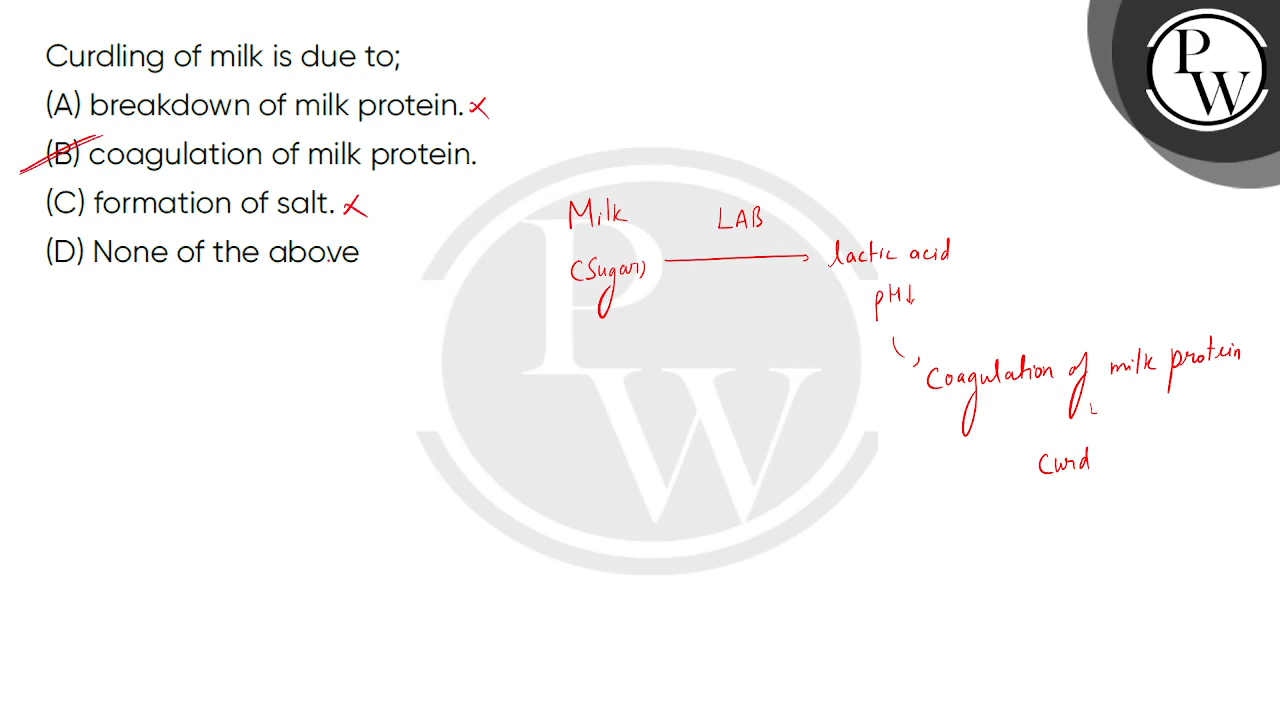 Curdling of milk is due to;
(A) breakdown of milk protein. ×
(B) coagulation of milk protein.
(C) formation of salt. ×
(D) None of the above
Milk
(Sugar)
LAB
lactic acid
pH↓
Coagulation of milk protein
Curd
P
W
P
W